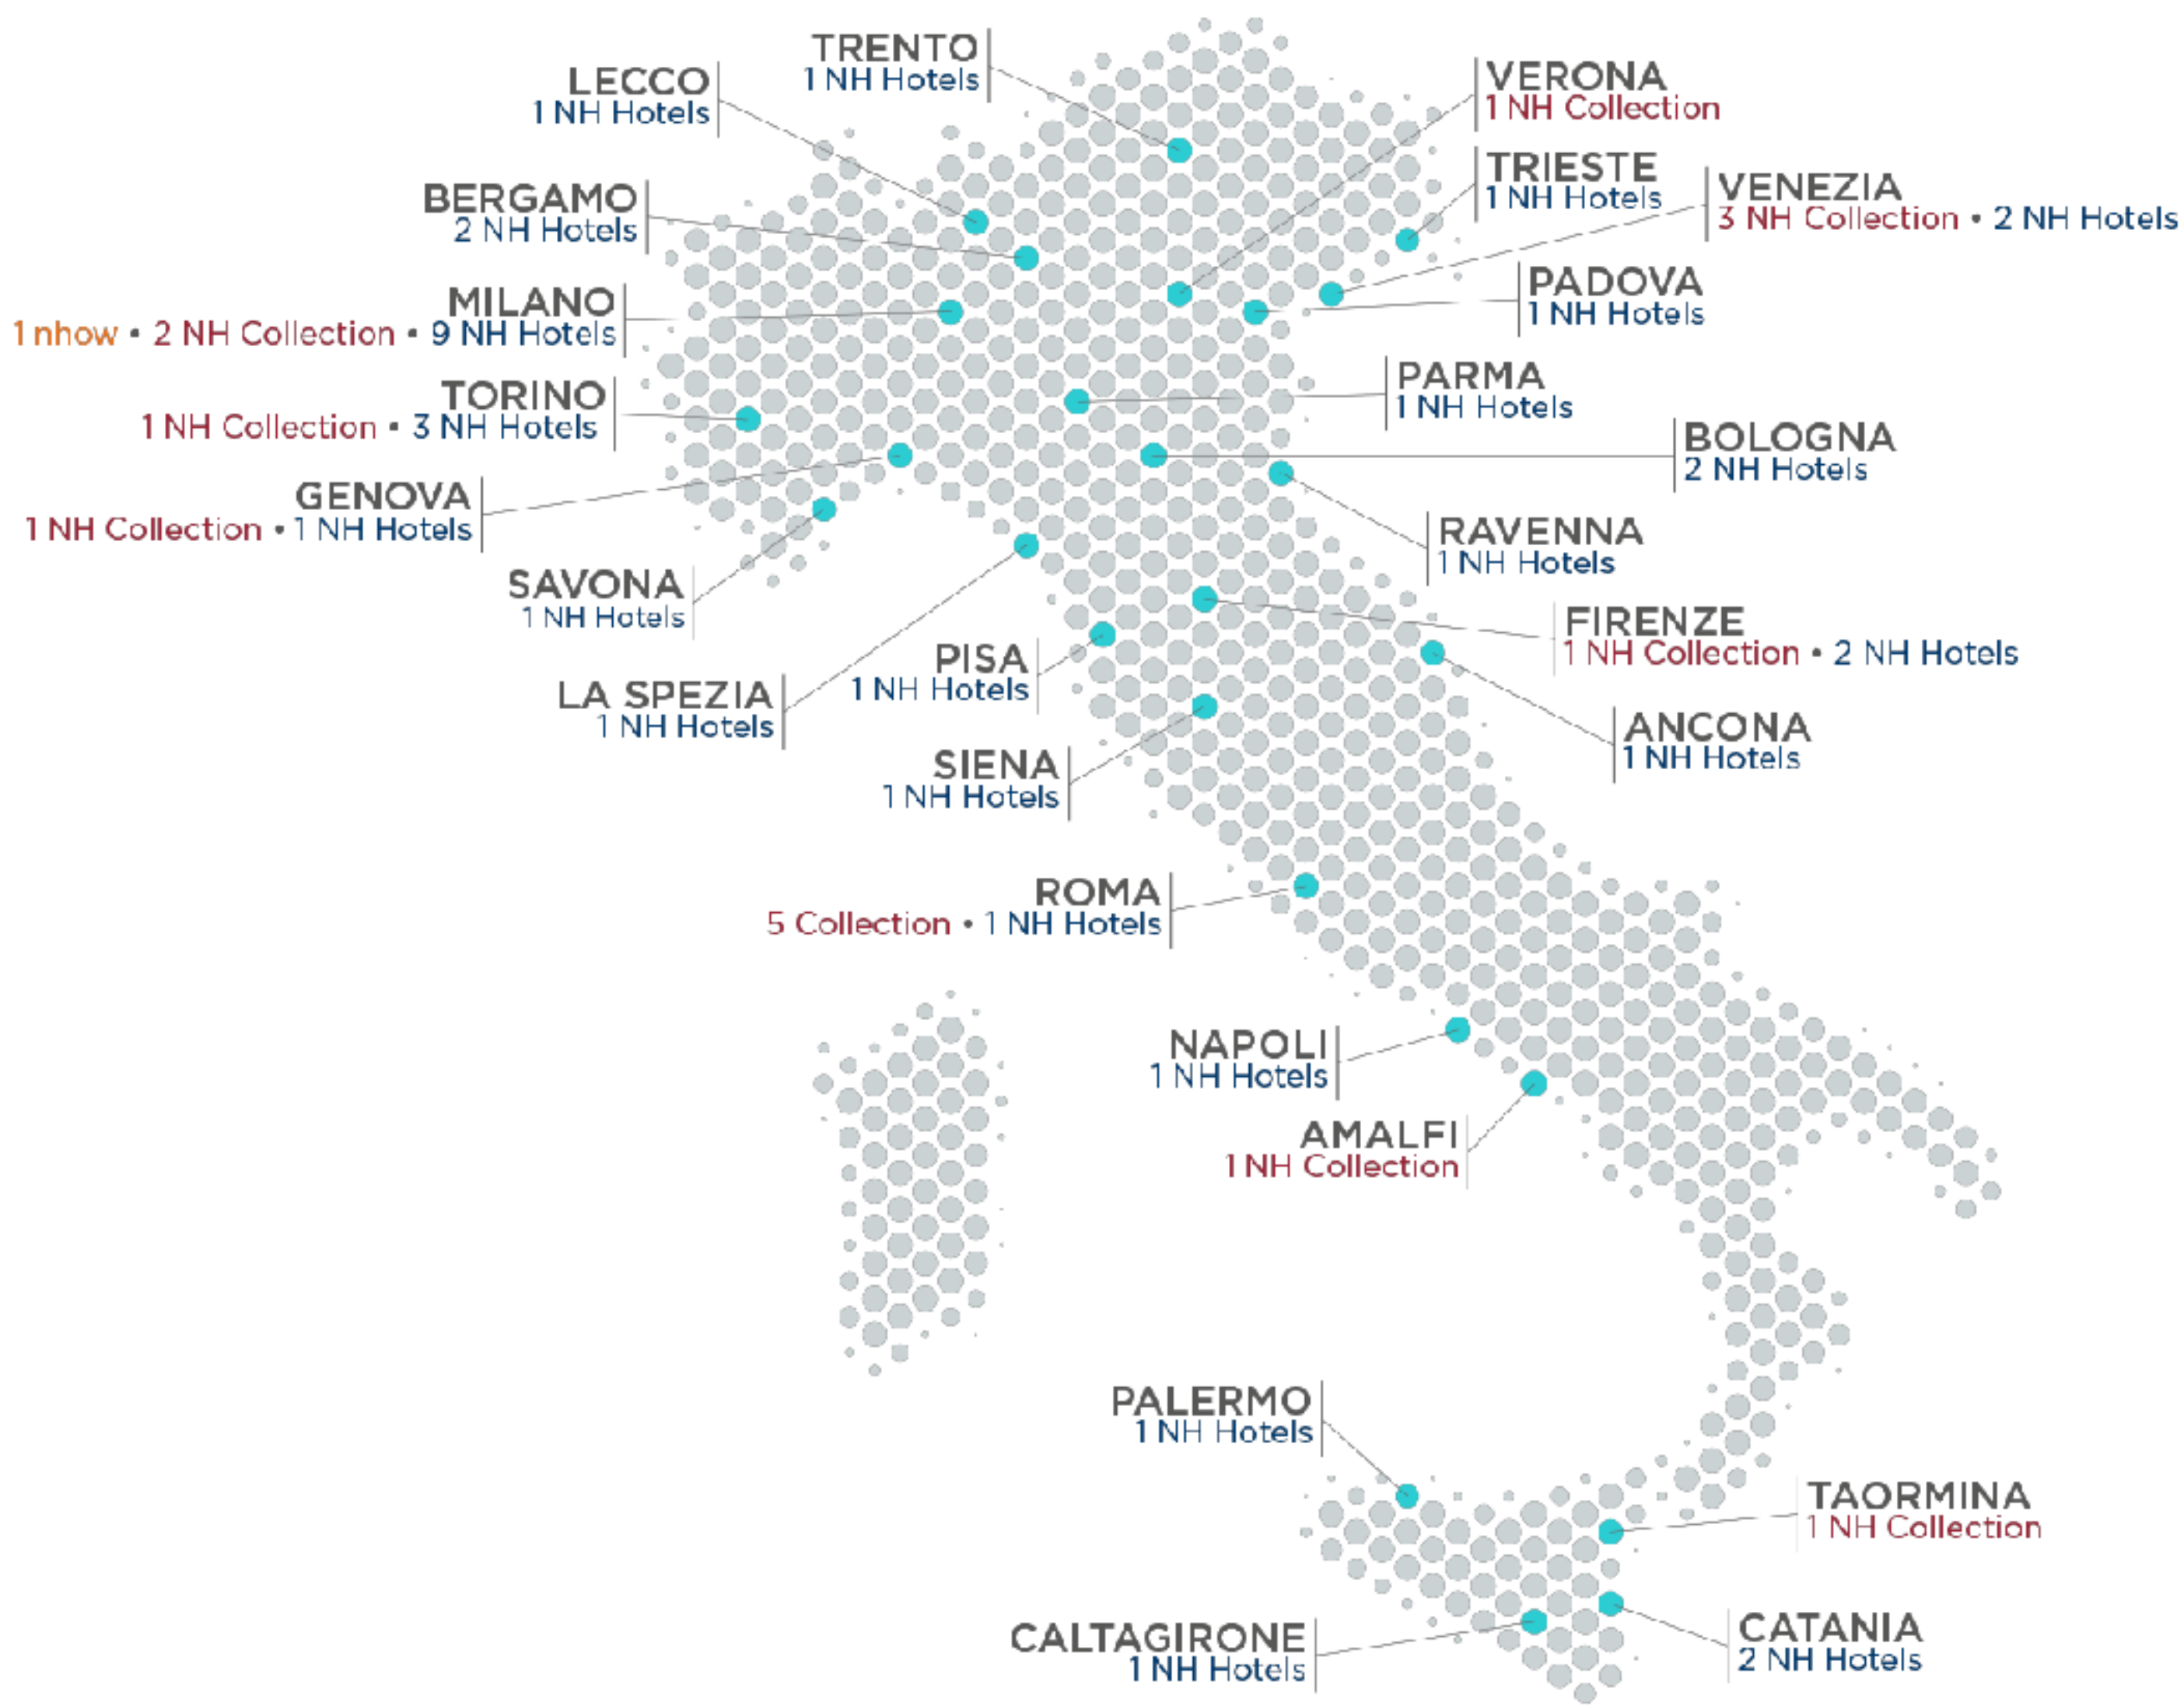 TRENTO
1 NH Hotels
LECCO
1 NH Hotels
VERONA
1 NH Collection
TRIESTE
1 NH Hotels
VENEZIA
3 NH Collection • 2 NH Hotels
BERGAMO
2 NH Hotels
PADOVA
1 NH Hotels
MILANO
1 nhow • 2 NH Collection • 9 NH Hotels
PARMA
1 NH Hotels
TORINO
1 NH Collection • 3 NH Hotels
BOLOGNA
2 NH Hotels
GENOVA
1 NH Collection • 1 NH Hotels
RAVENNA
1 NH Hotels
SAVONA
1 NH Hotels
FIRENZE
1 NH Collection • 2 NH Hotels
PISA
1 NH Hotels
LA SPEZIA
1 NH Hotels
ANCONA
1 NH Hotels
SIENA
1 NH Hotels
ROMA
5 Collection • 1 NH Hotels
NAPOLI
1 NH Hotels
AMALFI
1 NH Collection
PALERMO
1 NH Hotels
TAORMINA
1 NH Collection
CALTAGIRONE
1 NH Hotels
CATANIA
2 NH Hotels